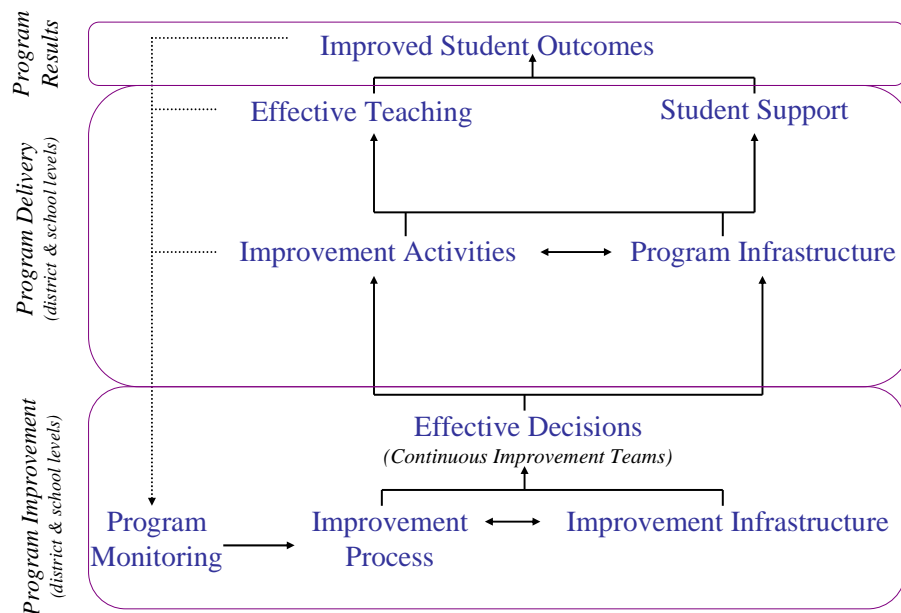 Program
Results
Improved Student Outcomes
Program Delivery
(district & school levels)
Effective Teaching
Student Support
Improvement Activities
Program Infrastructure
Program Improvement
(district & school levels)
Effective Decisions
(Continuous Improvement Teams)
Program
Monitoring
Improvement
Process
Improvement Infrastructure